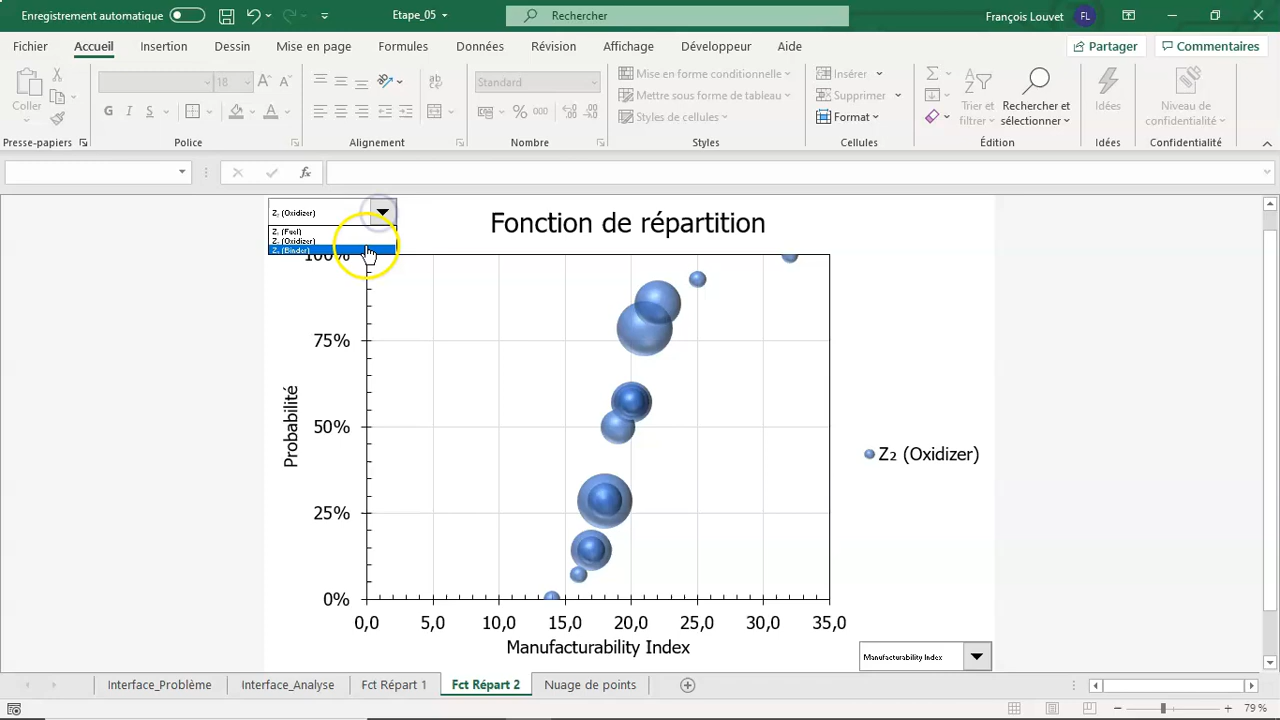 Enregistrement automatique
Etape_05
Rechercher
François Louvet
FL
Fichier
Accueil
Insertion
Dessin
Mise en page
Formules
Données
Révision
Affichage
Développeur
Aide
Partager
Commentaires
Coller
18
G I S
Standard
% 000
Mise en forme conditionnelle
Mettre sous forme de tableau
Styles de cellules
Insérer
Supprimer
Format
Trier et filtrer
Rechercher et sélectionner
Idées
Niveau de confidentialité
Presse-papiers
Police
Alignement
Nombre
Styles
Cellules
Édition
Idées
Confidentialité
fx
Z₂ (Oxidizer)
Z₁ (Fuel)
Z₂ (Oxidizer)
Z₃ (Binder)
Fonction de répartition
100%
75%
50%
25%
0%
Probabilité
0,0 5,0 10,0 15,0 20,0 25,0 30,0 35,0
Manufacturability Index
Z₂ (Oxidizer)
Manufacturability Index
Interface_Problème
Interface_Analyse
Fct Répart 1
Fct Répart 2
Nuage de points
79 %